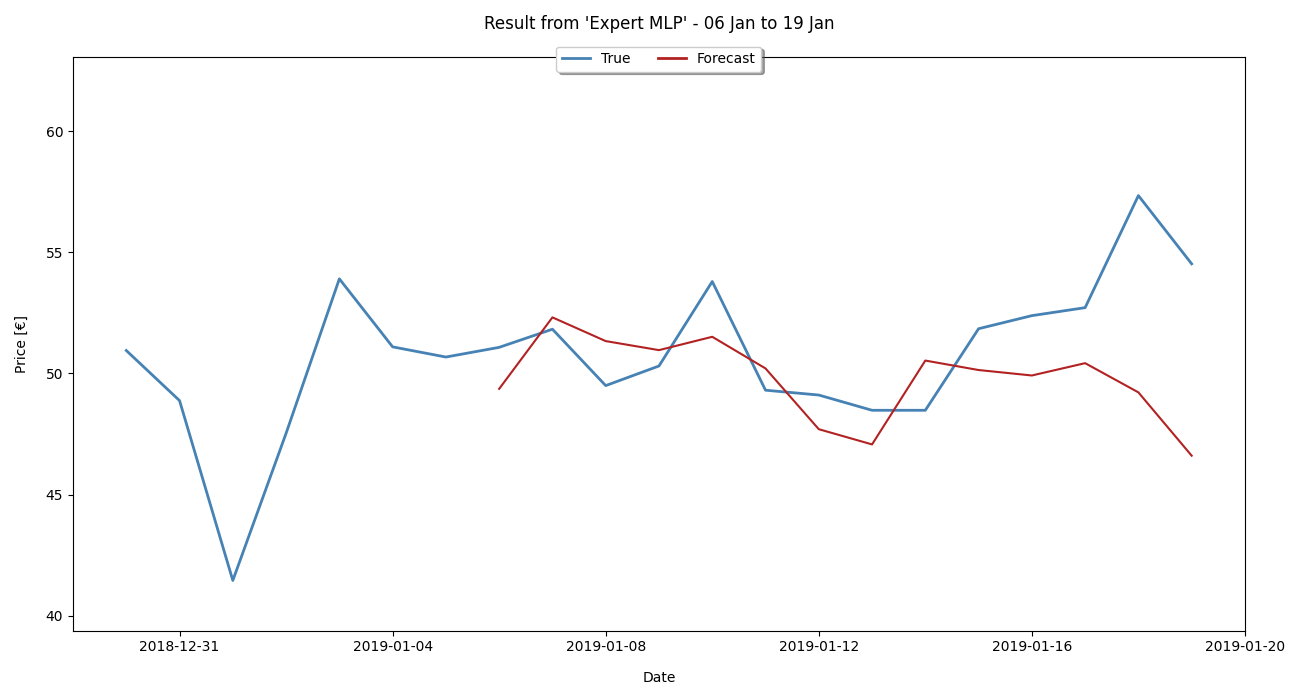 Result from 'Expert MLP' - 06 Jan to 19 Jan
True Forecast
Price [€]
60
55
50
45
40
2018-12-31 2019-01-04 2019-01-08 2019-01-12 2019-01-16 2019-01-20
Date